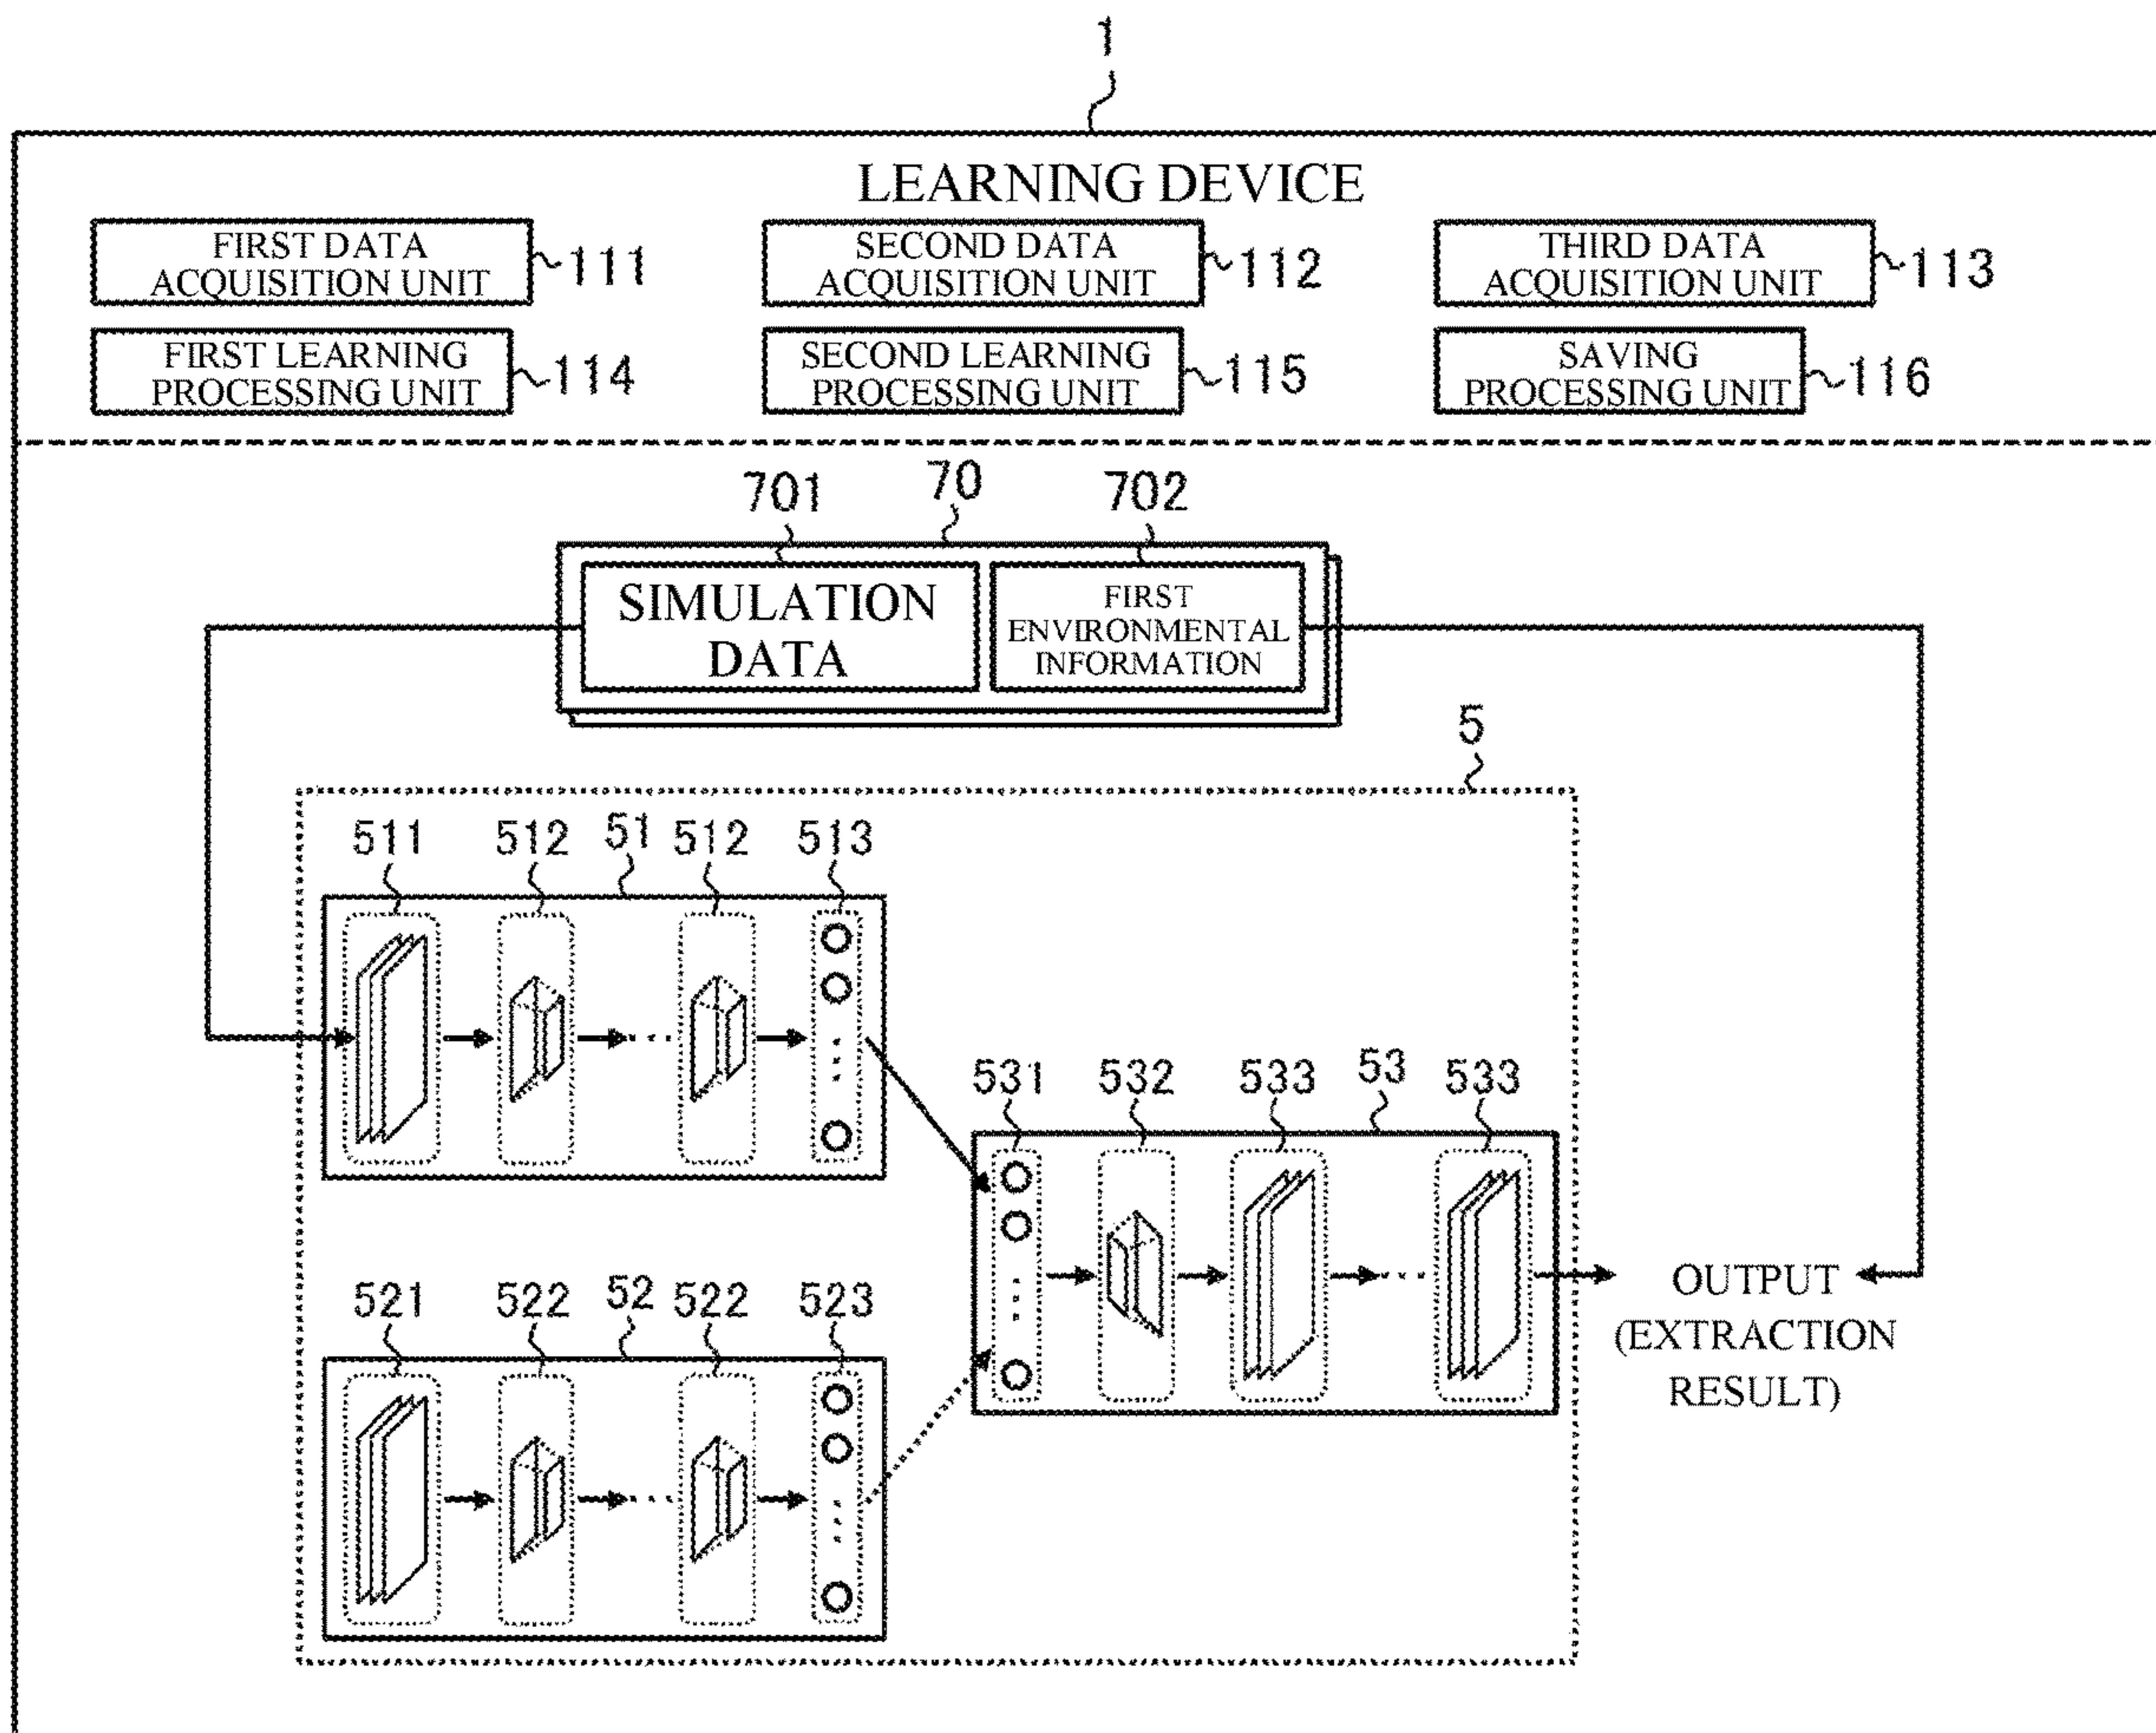 1
LEARNING DEVICE
FIRST DATA
ACQUISITION UNIT
111
SECOND DATA
ACQUISITION UNIT
112
THIRD DATA
ACQUISITION UNIT
113
FIRST LEARNING
PROCESSING UNIT
114
SECOND LEARNING
PROCESSING UNIT
115
SAVING
PROCESSING UNIT
116
701 70 702
SIMULATION
DATA
FIRST
ENVIRONMENTAL
INFORMATION
5
511 512 51 512 513
531 532 533 53 533
521 522 52 522 523
OUTPUT
(EXTRACTION
RESULT)